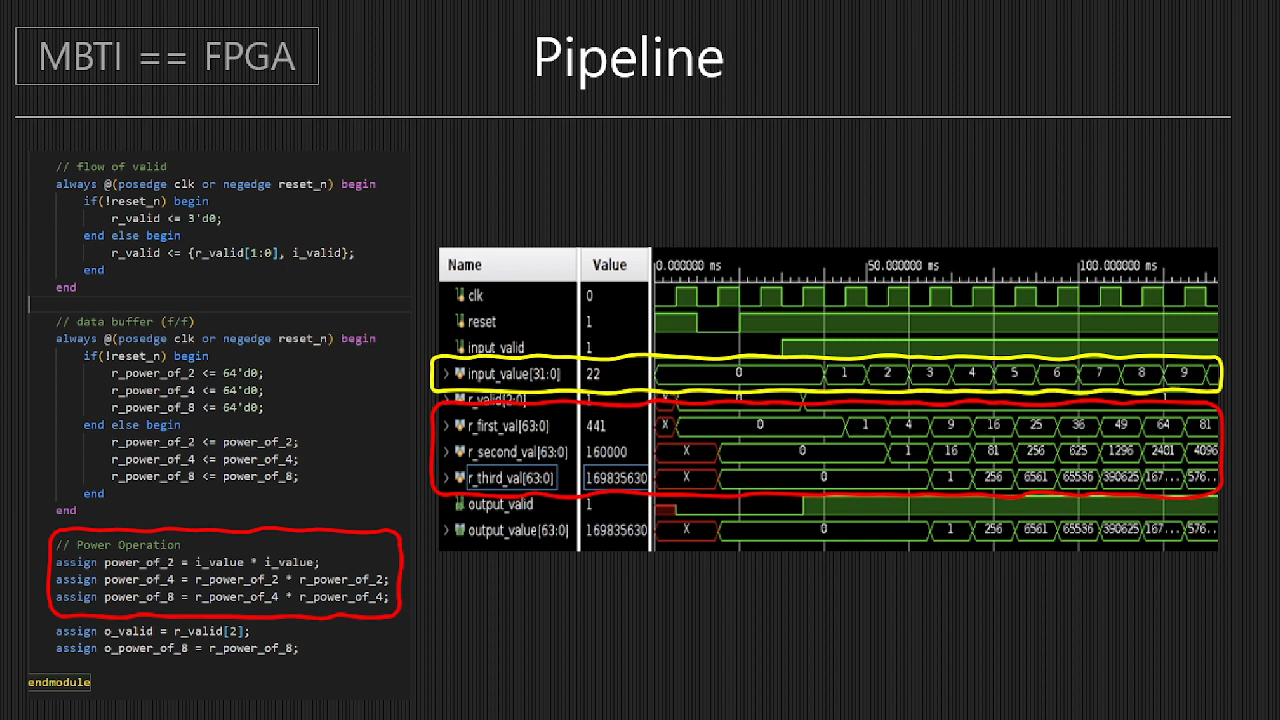 MBTI == FPGA
Pipeline
// flow of valid
always @(posedge clk or negedge reset_n) begin
if(!reset_n) begin
r_valid <= 3'd0;
end else begin
r_valid <= {r_valid[1:0], i_valid};
end
end
// data buffer (f/f)
always @(posedge clk or negedge reset_n) begin
if(!reset_n) begin
r_power_of_2 <= 64'd0;
r_power_of_4 <= 64'd0;
r_power_of_8 <= 64'd0;
end else begin
r_power_of_2 <= power_of_2;
r_power_of_4 <= power_of_4;
r_power_of_8 <= power_of_8;
end
end
// Power Operation
assign power_of_2 = i_value * i_value;
assign power_of_4 = r_power_of_2 * r_power_of_2;
assign power_of_8 = r_power_of_4 * r_power_of_4;
assign o_valid = r_valid[2];
assign o_power_of_8 = r_power_of_8;
endmodule
Name Value 0.000000 ms 50.000000 ms 100.000000 ms
clk 0
reset 1
input_valid 1
input_value[31:0] 22 0 1 2 3 4 5 6 7 8 9
r_valid[2:0] 1 X 0 1
r_first_val[63:0] 441 X 0 1 4 9 16 25 36 49 64 81
r_second_val[63:0] 160000 X 0 1 16 81 256 625 1296 2401 4096
r_third_val[63:0] 169835630 X 0 1 256 6561 65536 390625 167... 576...
output_valid 1
output_value[63:0] 169835630 X 0 1 256 6561 65536 390625 167... 576...